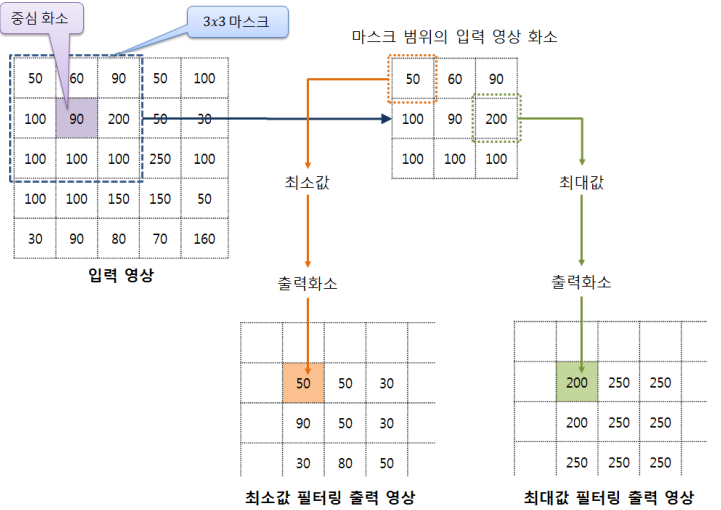 중심 화소
3x3 마스크
마스크 범위의 입력 영상 화소
50 60 90 50 100
100 90 200 50 30
100 100 100 250 100
100 100 150 150 50
30 90 80 70 160
입력 영상
50 60 90
100 90 200
100 100 100
최소값
최대값
출력화소
출력화소
50 50 30
90 50 30
30 80 50
최소값 필터링 출력 영상
200 250 250
200 250 250
250 250 250
최대값 필터링 출력 영상